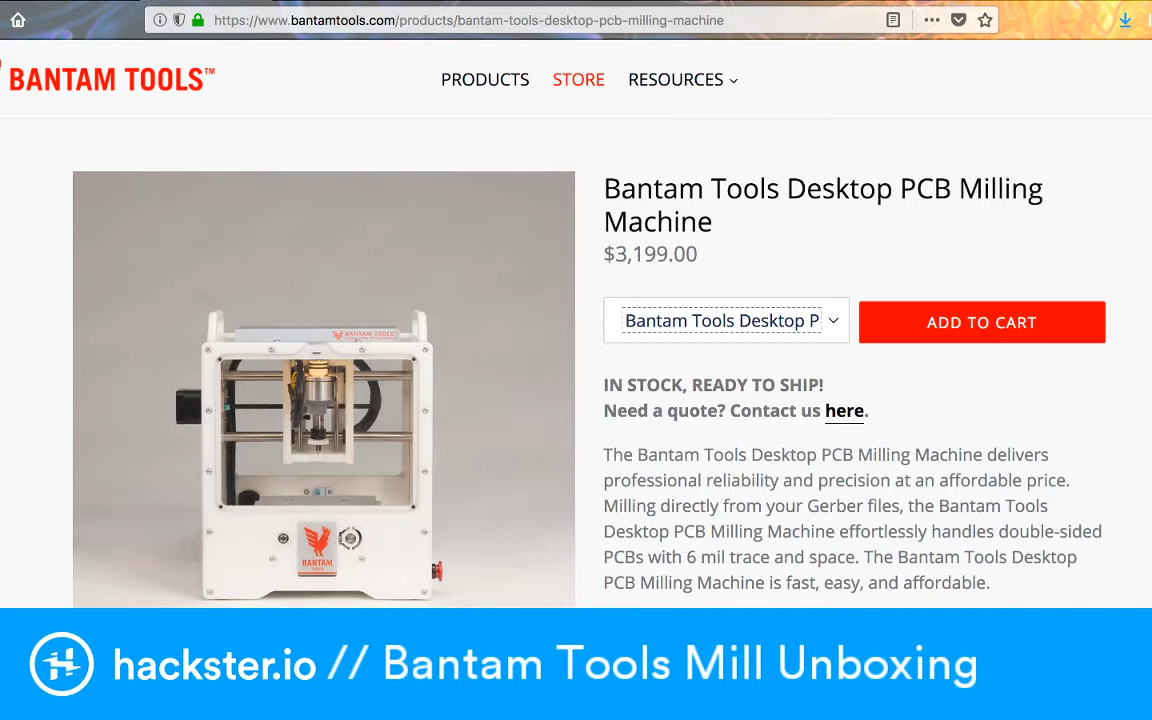 https://www.bantamtools.com/products/bantam-tools-desktop-pcb-milling-machine
BANTAM TOOLS™
PRODUCTS STORE RESOURCES
Bantam Tools Desktop PCB Milling
Machine
$3,199.00
Bantam Tools Desktop P
ADD TO CART
IN STOCK, READY TO SHIP!
Need a quote? Contact us here.
The Bantam Tools Desktop PCB Milling Machine delivers
professional reliability and precision at an affordable price.
Milling directly from your Gerber files, the Bantam Tools
Desktop PCB Milling Machine effortlessly handles double-sided
PCBs with 6 mil trace and space. The Bantam Tools Desktop
PCB Milling Machine is fast, easy, and affordable.
BANTAM TOOLS
BANTAM
TOOLS
hackster.io // Bantam Tools Mill Unboxing